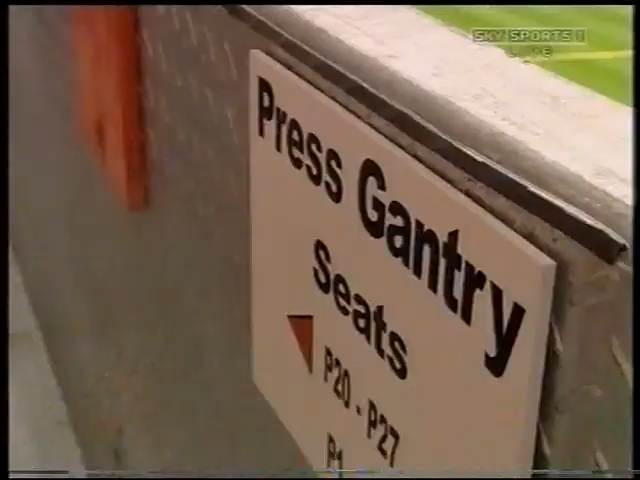 SKY SPORTS 1
LIVE
Press Gantry
Seats
P20 - P27
P1